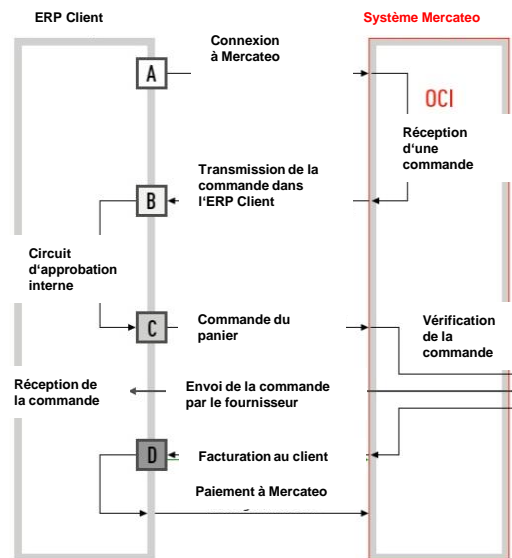 ERP Client
Système Mercateo
Connexion
à Mercateo
A
OCI
Réception
d'une
commande
Transmission de la
commande dans
l'ERP Client
B
Circuit
d'approbation
interne
C
Commande du
panier
Vérification
de la
commande
Réception de
la commande
Envoi de la commande
par le fournisseur
D
Facturation au client
Paiement à Mercateo